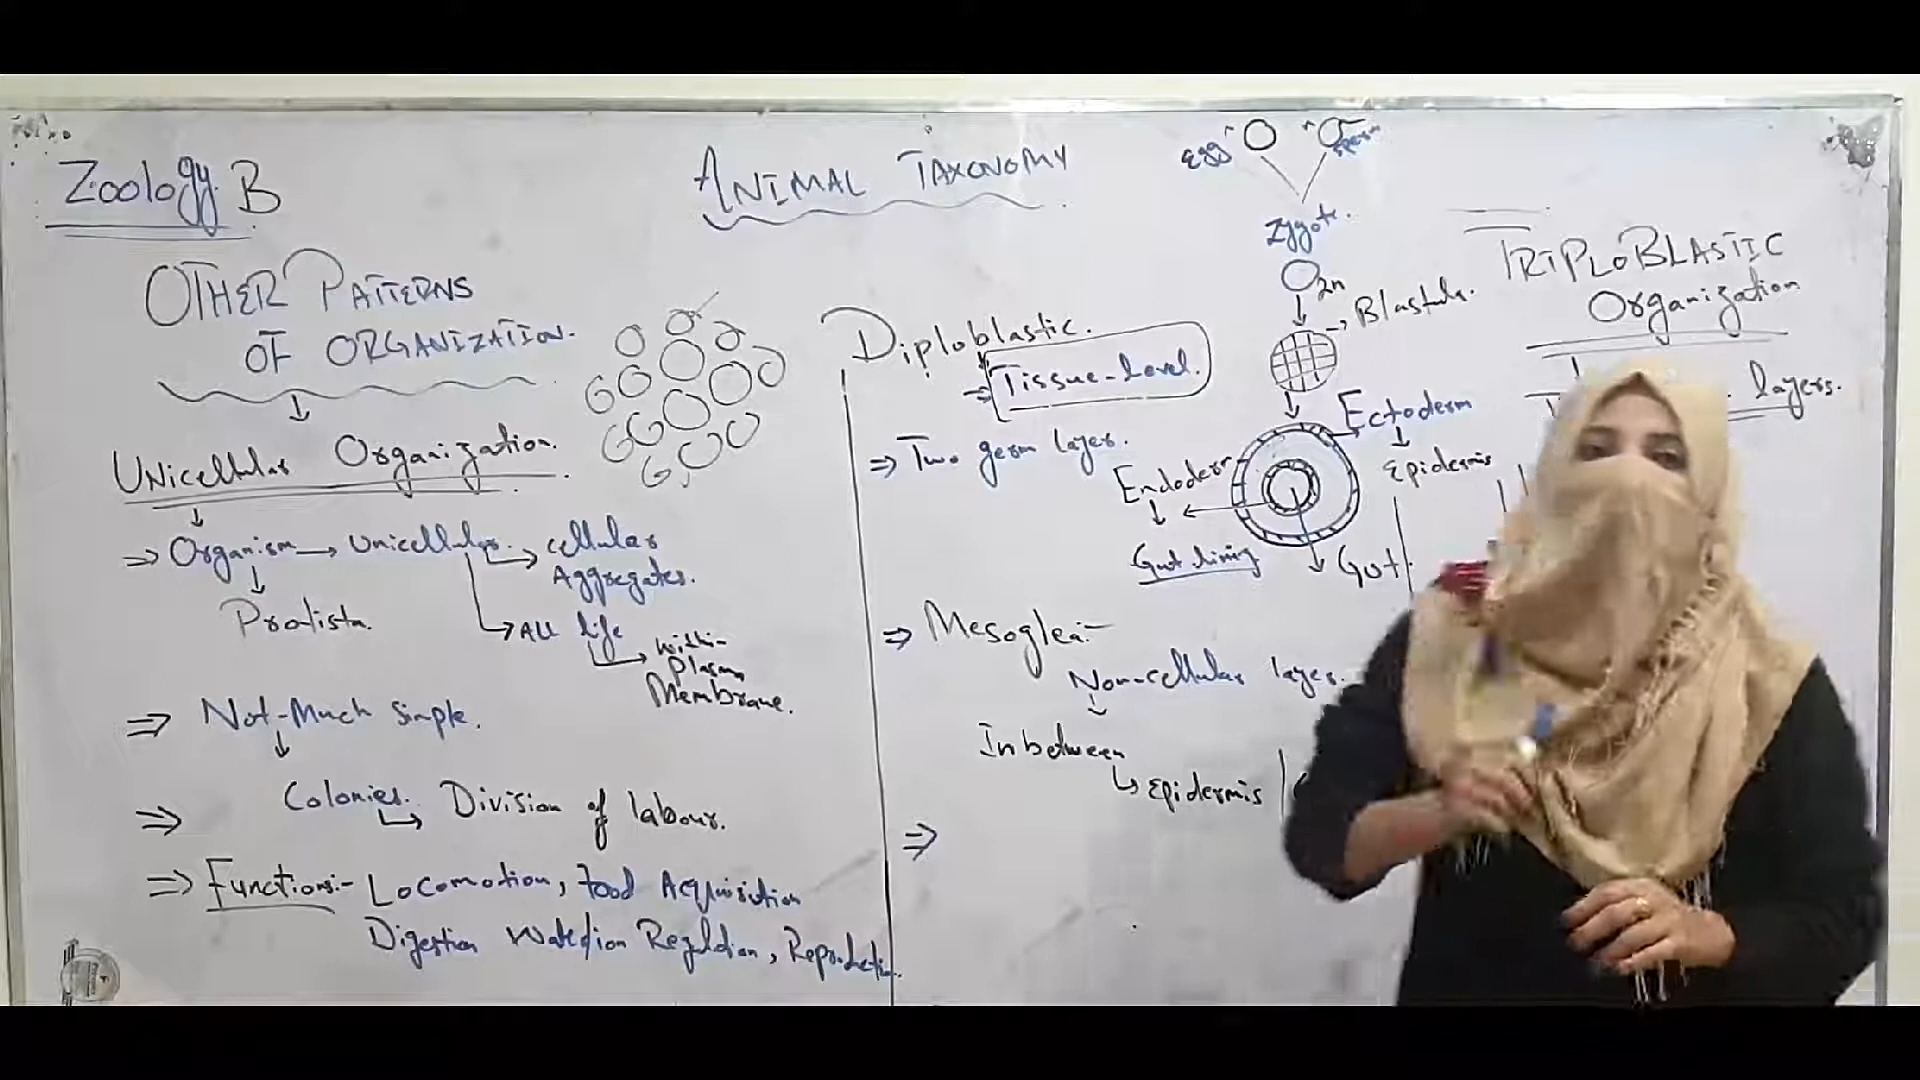 Zoology B
ANIMAL TAXONOMY
OTHER PATTERNS
OF ORGANIZATION.
UNicellular Organization.
⇒ Organism → Unicellular. → cellular
Aggregates.
Protista.
→ All life
within
Plasma
Membrane.
⇒ Not-Much Simple.
⇒ Colonies. → Division of labour.
⇒ Functions:- Locomotion, food Acquisition
Digestion Water/ion Regulation, Reproduction.
Diploblastic.
⇒ Tissue-Level.
⇒ Two germ layer.
⇒ Mesoglea:-
Non-cellular layer.
In between
↳ Epidermis
⇒
egg
sperm
Zygote.
2n
→ Blastula.
Ectoderm
Epidermis
Endoderm
Gut lining
Gut
TRIPLOBLASTIC
Organization
layers.